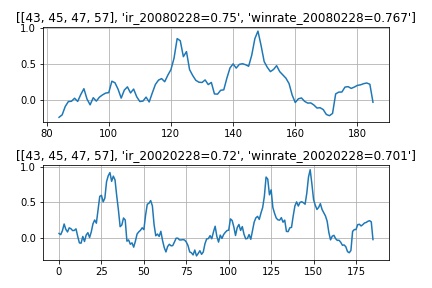 [[43, 45, 47, 57], 'ir_20080228=0.75', 'winrate_20080228=0.767']
1.0
0.5
0.0
80 100 120 140 160 180
[[43, 45, 47, 57], 'ir_20020228=0.72', 'winrate_20020228=0.701']
1.0
0.5
0.0
0 25 50 75 100 125 150 175